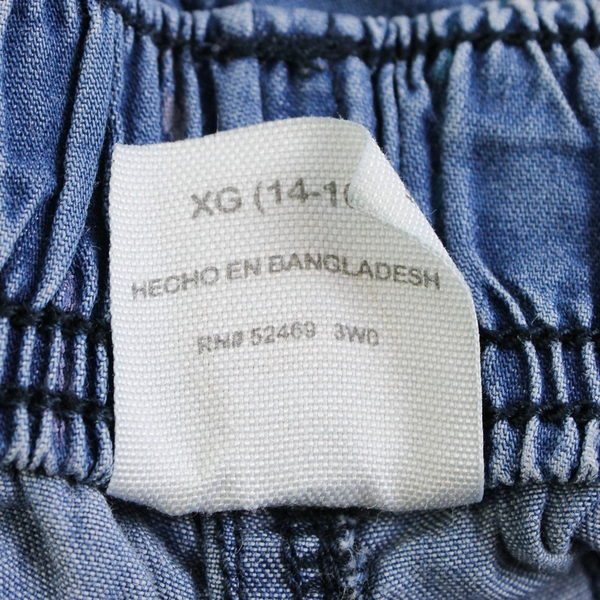 XG (14-1
HECHO EN BANGLADESH
RN# 52469 3W0